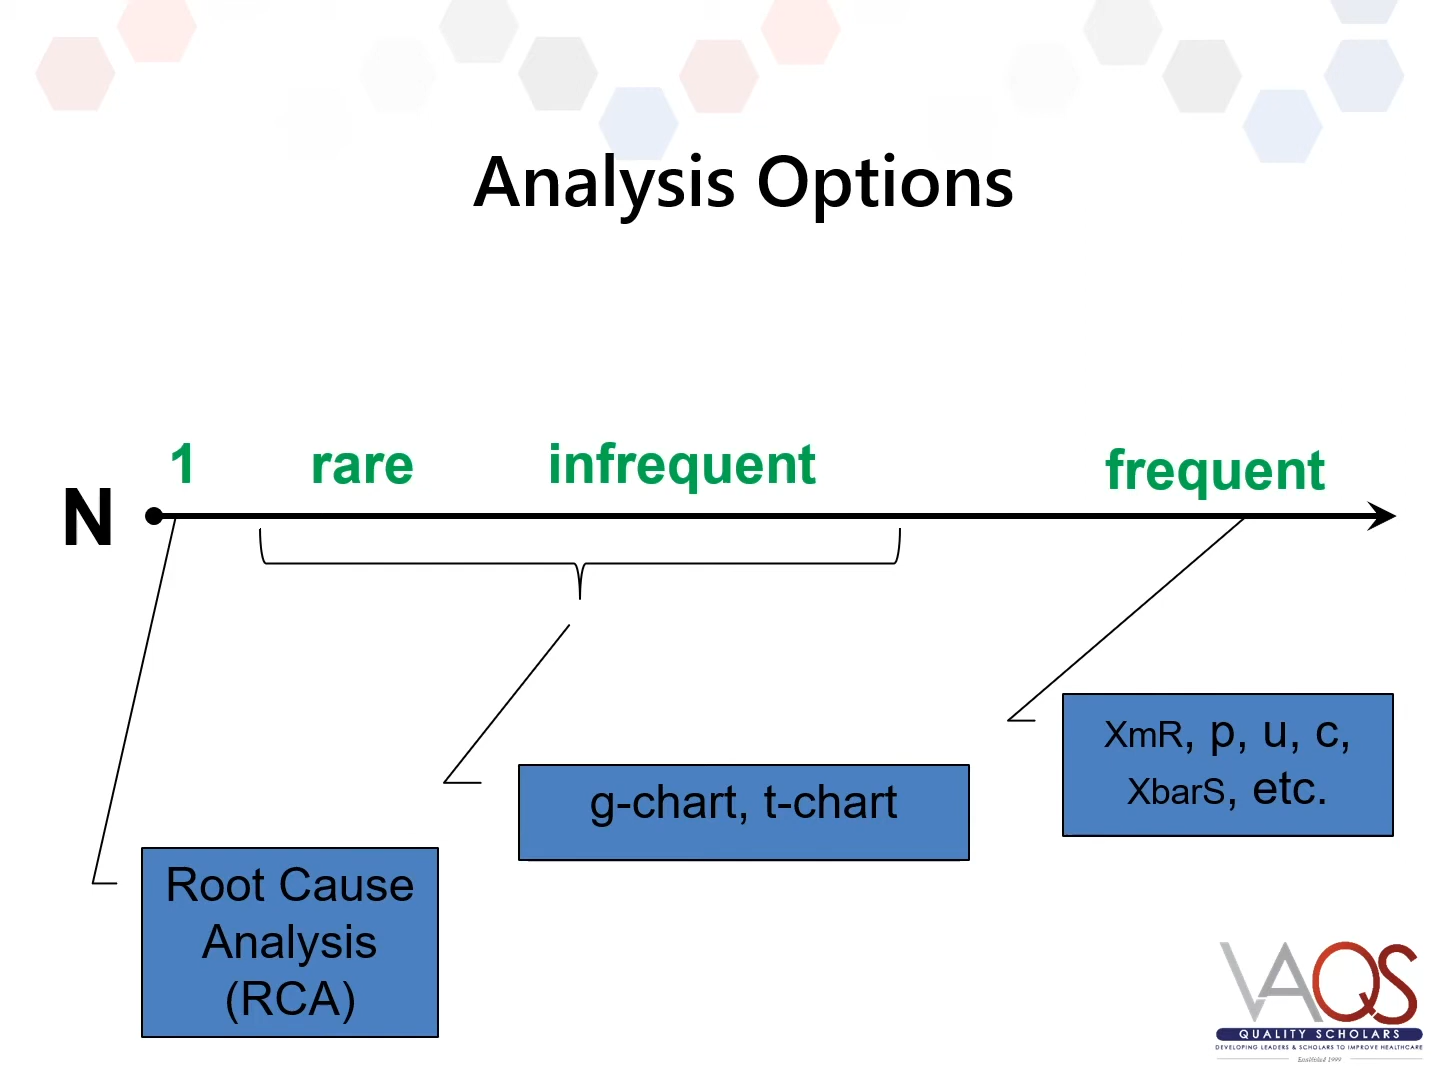 Analysis Options
1 rare infrequent frequent
N
XmR, p, u, c,
XbarS, etc.
g-chart, t-chart
Root Cause
Analysis
(RCA)
VAQS
QUALITY SCHOLARS
DEVELOPING LEADERS & SCHOLARS TO IMPROVE HEALTHCARE
Established 1999